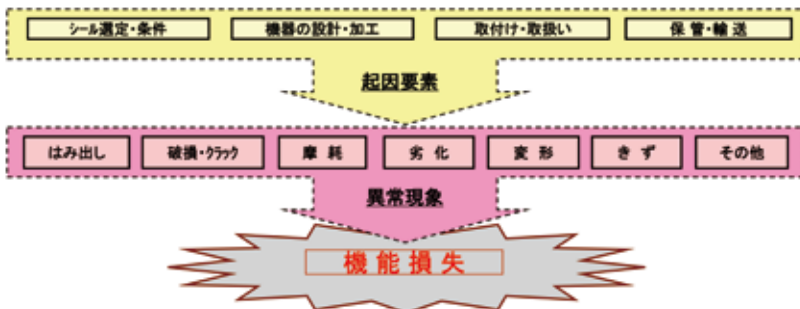 シール選定・条件 機器の設計・加工 取付け・取扱い 保管・輸送
起因要素
はみ出し 破損・クラック 摩耗 劣化 変形 きず その他
異常現象
機能損失